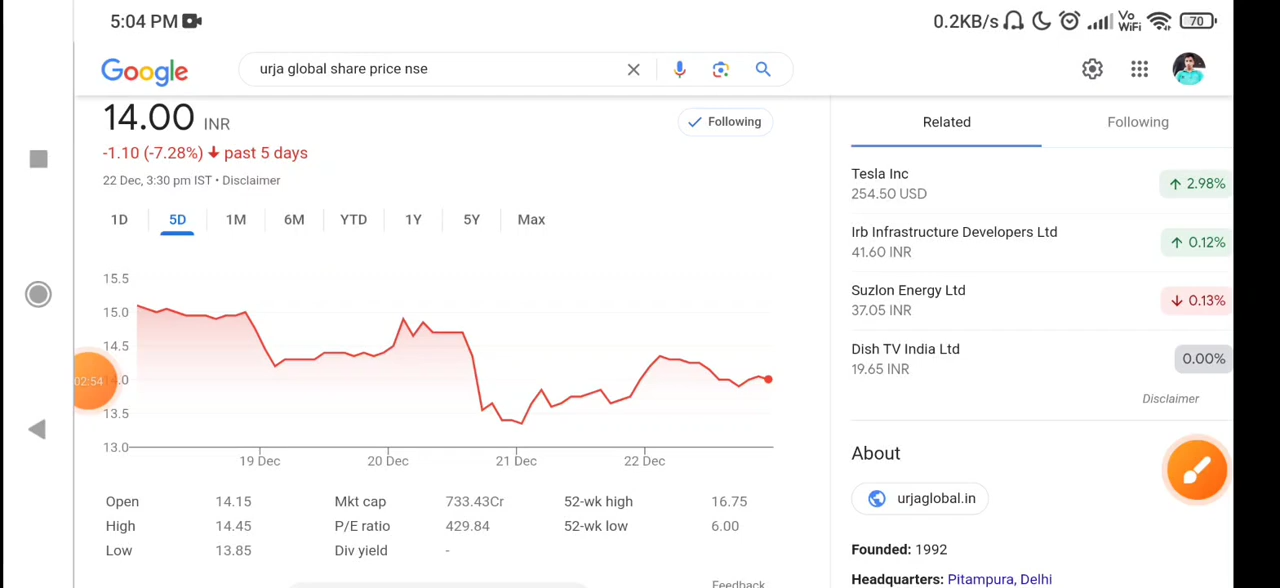 5:04 PM
0.2KB/s
Vo
WiFi
70
Google
urja global share price nse
14.00 INR
Following
-1.10 (-7.28%) past 5 days
22 Dec, 3:30 pm IST • Disclaimer
1D 5D 1M 6M YTD 1Y 5Y Max
15.5
15.0
14.5
4.0
13.5
13.0
02:54
19 Dec 20 Dec 21 Dec 22 Dec
Open 14.15 Mkt cap 733.43Cr 52-wk high 16.75
High 14.45 P/E ratio 429.84 52-wk low 6.00
Low 13.85 Div yield -
Feedback
Related Following
Tesla Inc
254.50 USD
2.98%
Irb Infrastructure Developers Ltd
41.60 INR
0.12%
Suzlon Energy Ltd
37.05 INR
0.13%
Dish TV India Ltd
19.65 INR
0.00%
Disclaimer
About
urjaglobal.in
Founded: 1992
Headquarters: Pitampura, Delhi